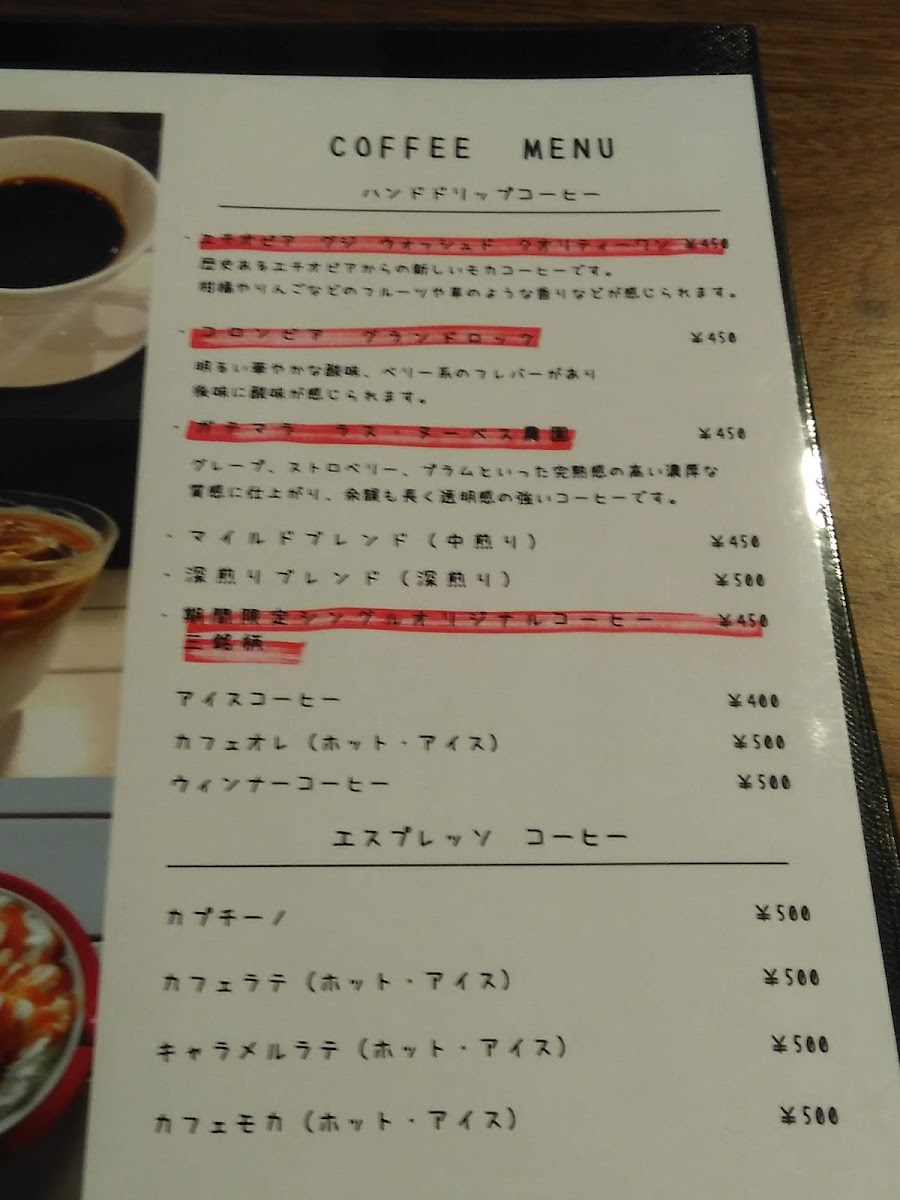 COFFEE MENU
ハンドドリップコーヒー
・エチオピア グジ ウォッシュド クオリティーワン ¥450
歴史あるエチオピアからの新しいモカコーヒーです。
柑橘やりんごなどのフルーツや草のような香りなどが感じられます。
・コロンビア グランドロック ¥450
明るい華やかな酸味、ベリー系のフレバーがあり
後味に酸味が感じられます。
・ガテマラ ラス・ヌーベス農園 ¥450
グレープ、ストロベリー、プラムといった完熟感の高い濃厚な
質感に仕上がり、余韻も長く透明感の強いコーヒーです。
・マイルドブレンド（中煎り） ¥450
・深煎りブレンド（深煎り） ¥500
・期間限定シングルオリジナルコーヒー ¥450
三銘柄
アイスコーヒー ¥400
カフェオレ（ホット・アイス） ¥500
ウィンナーコーヒー ¥500
エスプレッソ コーヒー
カプチーノ ¥500
カフェラテ（ホット・アイス） ¥500
キャラメルラテ（ホット・アイス） ¥500
カフェモカ（ホット・アイス） ¥500